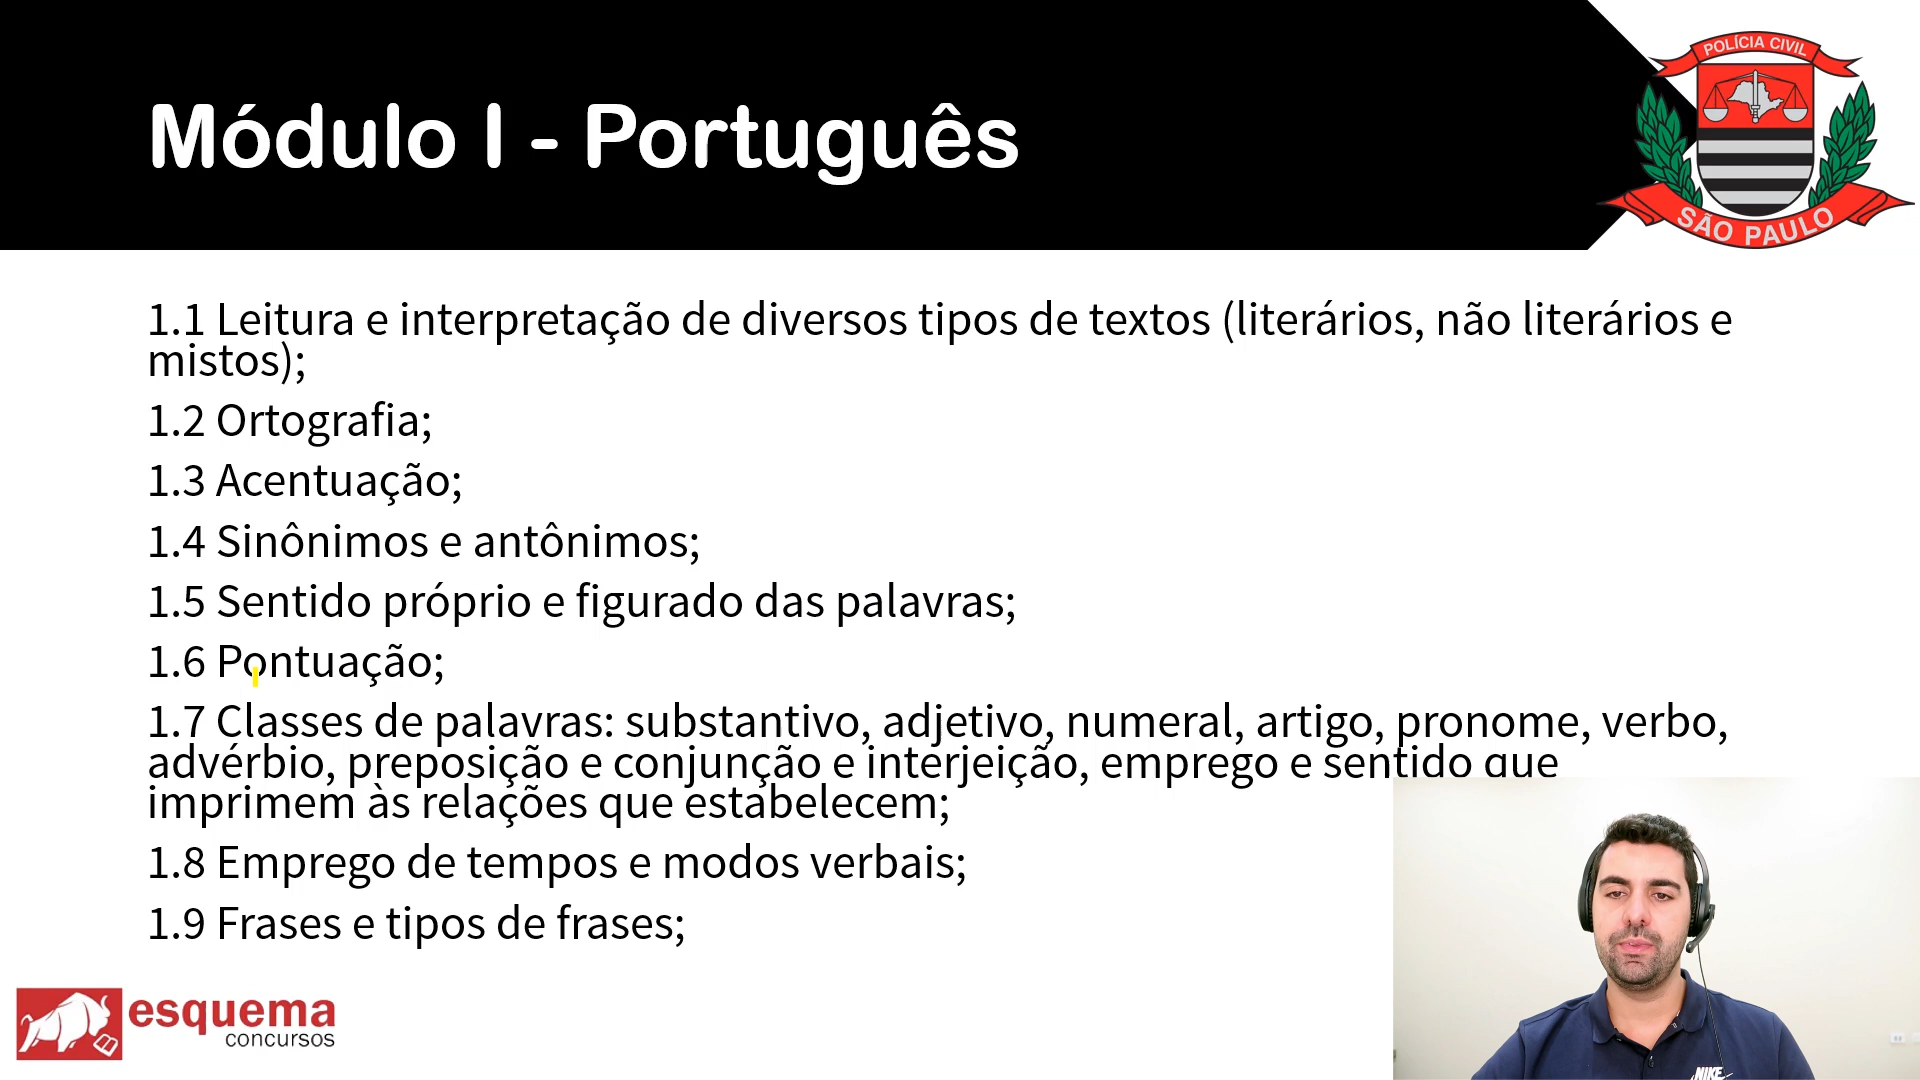 Módulo I - Português
POLÍCIA CIVIL
SÃO PAULO
1.1 Leitura e interpretação de diversos tipos de textos (literários, não literários e
mistos);
1.2 Ortografia;
1.3 Acentuação;
1.4 Sinônimos e antônimos;
1.5 Sentido próprio e figurado das palavras;
1.6 Pontuação;
1.7 Classes de palavras: substantivo, adjetivo, numeral, artigo, pronome, verbo,
advérbio, preposição e conjunção e interjeição, emprego e sentido que
imprimem às relações que estabelecem;
1.8 Emprego de tempos e modos verbais;
1.9 Frases e tipos de frases;
esquema
concursos
NIKE